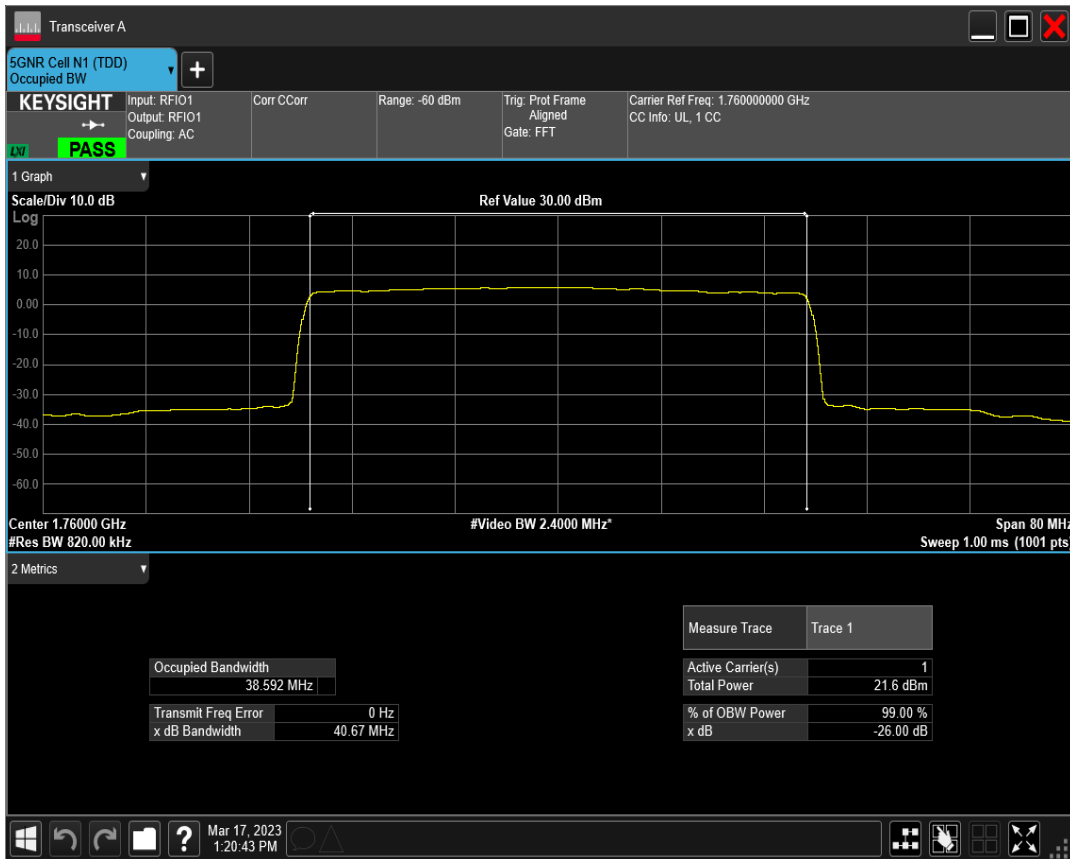 Transceiver A
5GNR Cell N1 (TDD)
Occupied BW
+
KEYSIGHT
LXI
PASS
Input: RFIO1
Output: RFIO1
Coupling: AC
Corr CCorr
Range: -60 dBm
Trig: Prot Frame
Aligned
Gate: FFT
Carrier Ref Freq: 1.760000000 GHz
CC Info: UL, 1 CC
1 Graph
Scale/Div 10.0 dB
Ref Value 30.00 dBm
Log
20.0
10.0
0.00
-10.0
-20.0
-30.0
-40.0
-50.0
-60.0
Center 1.76000 GHz
#Video BW 2.4000 MHz*
Span 80 MHz
#Res BW 820.00 kHz
Sweep 1.00 ms (1001 pts)
2 Metrics
Measure Trace Trace 1
Occupied Bandwidth
38.592 MHz
Transmit Freq Error 0 Hz
x dB Bandwidth 40.67 MHz
Active Carrier(s) 1
Total Power 21.6 dBm
% of OBW Power 99.00 %
x dB -26.00 dB
?
Mar 17, 2023
1:20:43 PM